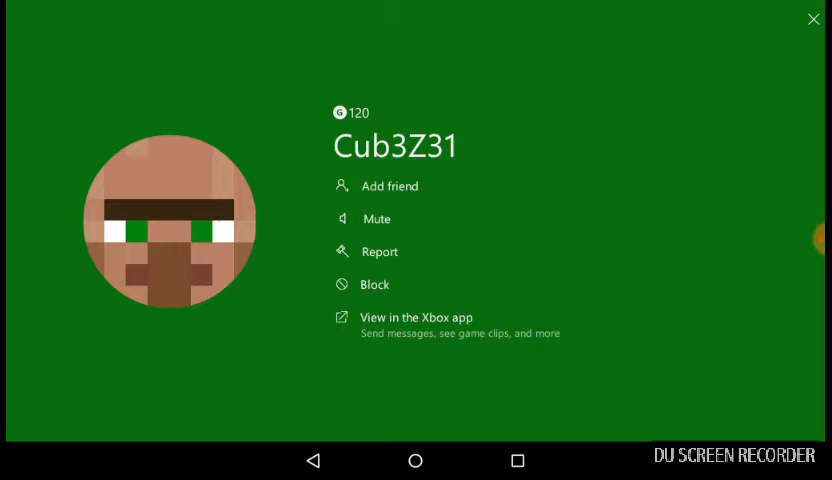 G 120
Cub3Z31
Add friend
Mute
Report
Block
View in the Xbox app
Send messages, see game clips, and more
DU SCREEN RECORDER